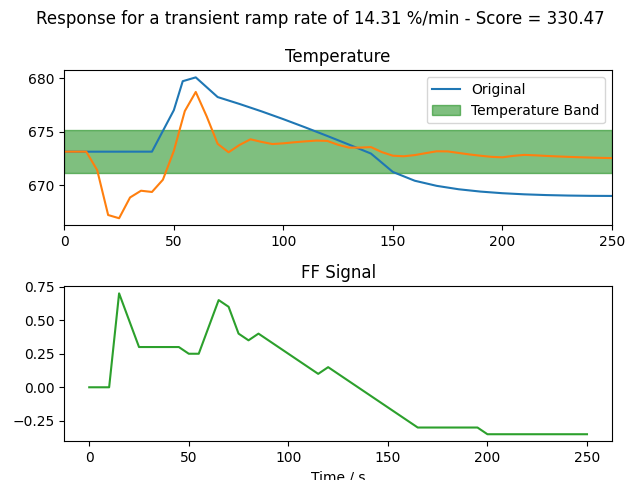 Response for a transient ramp rate of 14.31 %/min - Score = 330.47
Temperature
680
675
670
Original
Temperature Band
0 50 100 150 200 250
FF Signal
0.75
0.50
0.25
0.00
−0.25
0 50 100 150 200 250
Time / s